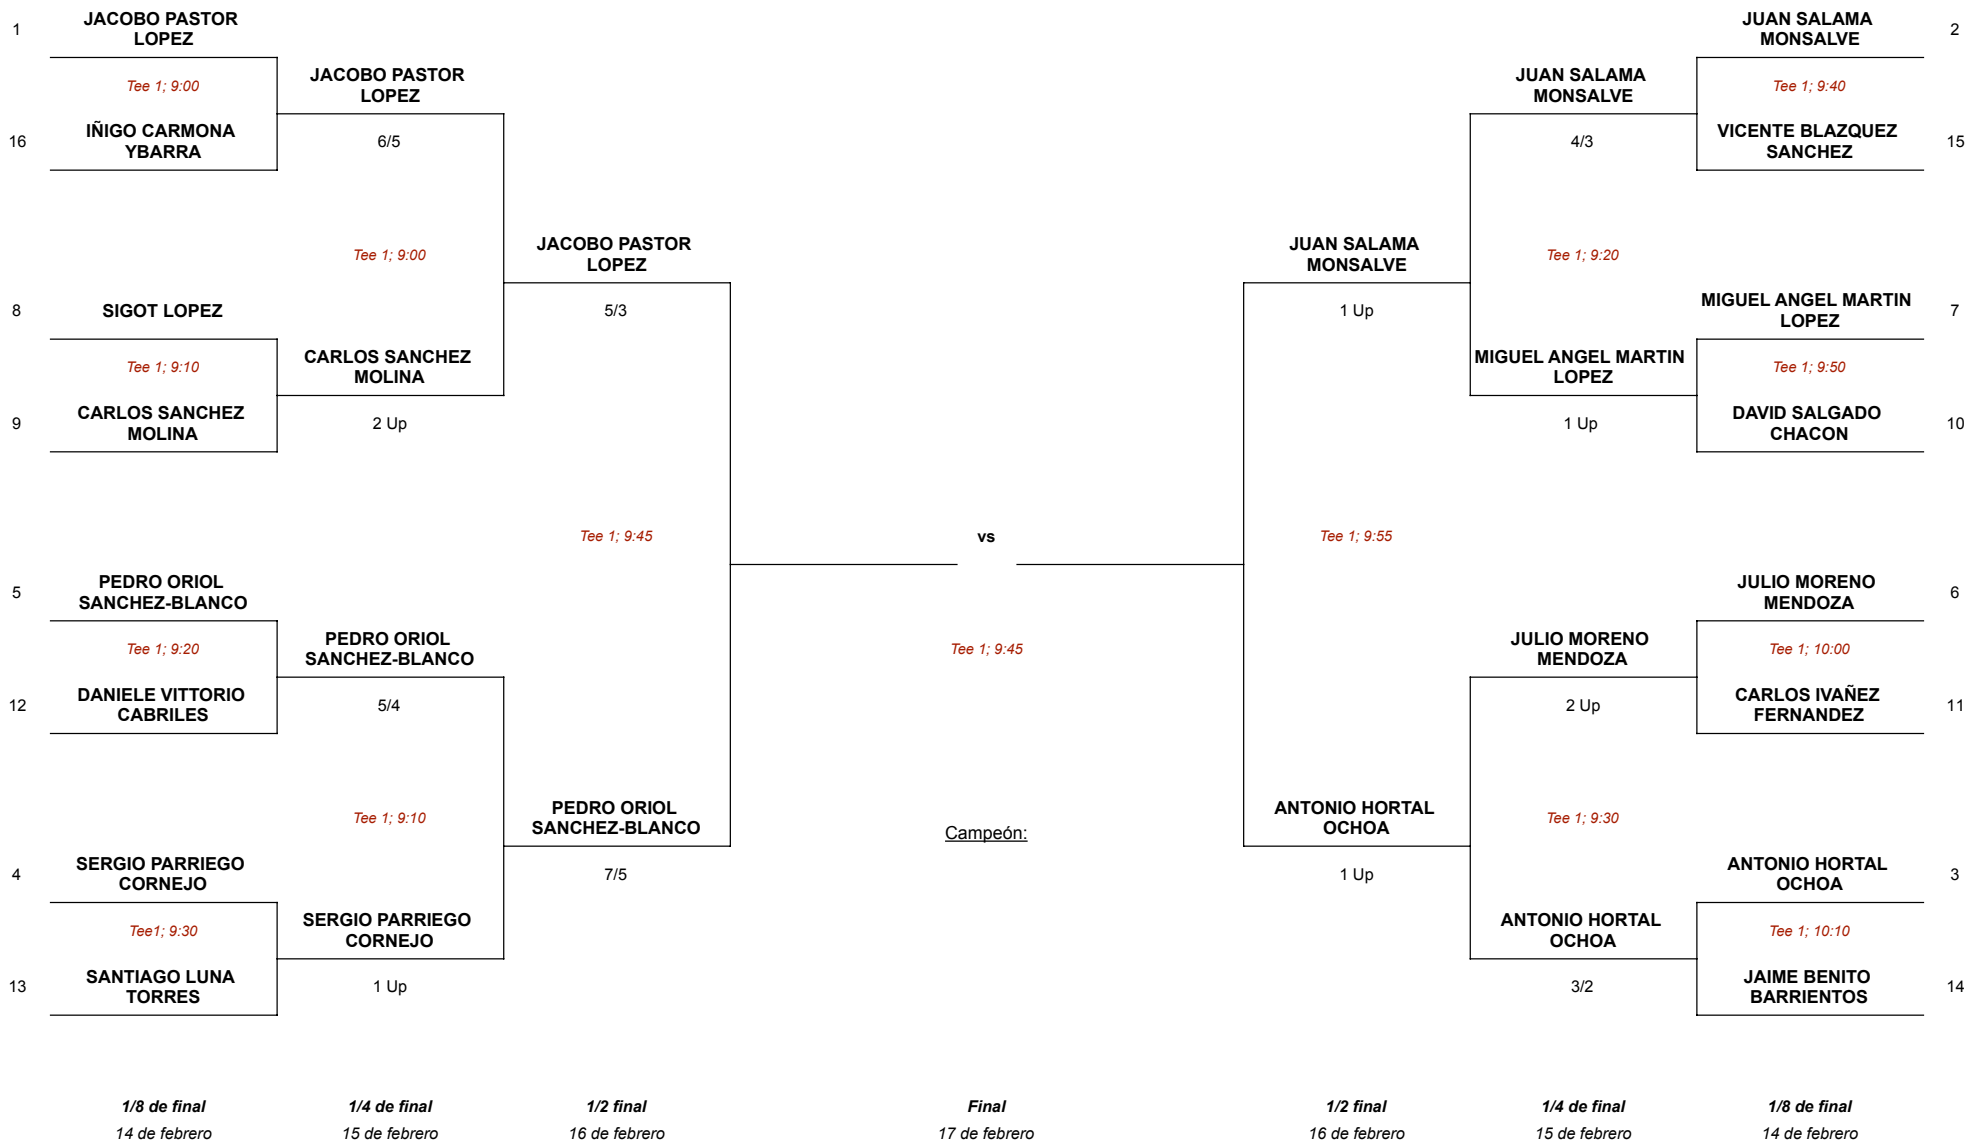 1
JACOBO PASTOR
LOPEZ
Tee 1; 9:00
16
IÑIGO CARMONA
YBARRA
8
SIGOT LOPEZ
Tee 1; 9:10
9
CARLOS SANCHEZ
MOLINA
5
PEDRO ORIOL
SANCHEZ-BLANCO
Tee 1; 9:20
12
DANIELE VITTORIO
CABRILES
4
SERGIO PARRIEGO
CORNEJO
Tee1; 9:30
13
SANTIAGO LUNA
TORRES
1/8 de final
14 de febrero
JACOBO PASTOR
LOPEZ
6/5
Tee 1; 9:00
CARLOS SANCHEZ
MOLINA
2 Up
PEDRO ORIOL
SANCHEZ-BLANCO
5/4
Tee 1; 9:10
SERGIO PARRIEGO
CORNEJO
1 Up
1/4 de final
15 de febrero
JACOBO PASTOR
LOPEZ
5/3
Tee 1; 9:45
PEDRO ORIOL
SANCHEZ-BLANCO
7/5
1/2 final
16 de febrero
vs
Tee 1; 9:45
Campeón:
Final
17 de febrero
JUAN SALAMA
MONSALVE
1 Up
Tee 1; 9:55
ANTONIO HORTAL
OCHOA
1 Up
1/2 final
16 de febrero
JUAN SALAMA
MONSALVE
4/3
Tee 1; 9:20
MIGUEL ANGEL MARTIN
LOPEZ
1 Up
JULIO MORENO
MENDOZA
2 Up
Tee 1; 9:30
ANTONIO HORTAL
OCHOA
3/2
1/4 de final
15 de febrero
JUAN SALAMA
MONSALVE
2
Tee 1; 9:40
VICENTE BLAZQUEZ
SANCHEZ
15
MIGUEL ANGEL MARTIN
LOPEZ
7
Tee 1; 9:50
DAVID SALGADO
CHACON
10
JULIO MORENO
MENDOZA
6
Tee 1; 10:00
CARLOS IVAÑEZ
FERNANDEZ
11
ANTONIO HORTAL
OCHOA
3
Tee 1; 10:10
JAIME BENITO
BARRIENTOS
14
1/8 de final
14 de febrero